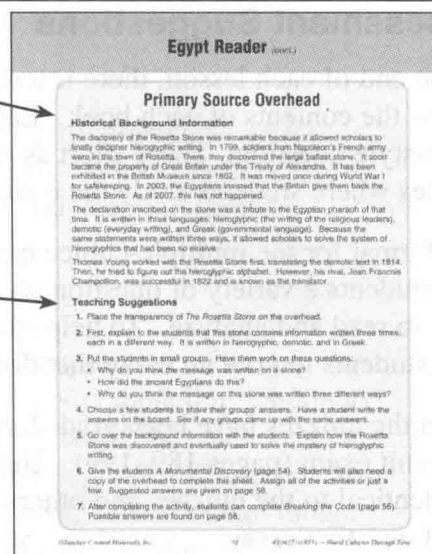 Egypt Reader (cont.)
Primary Source Overhead
Historical Background Information
The discovery of the Rosetta Stone was remarkable because it allowed scholars to
finally decipher hieroglyphic writing. In 1799, soldiers from Napoleon's French army
were in the town of Rosetta. There, they discovered the large ballast stone. It soon
became the property of Great Britain under the Treaty of Alexandria. It has been
exhibited in the British Museum since 1802. It was moved once during World War I
for safekeeping. In 2003, the Egyptians insisted that the British give them back the
Rosetta Stone. As of 2007, this has not happened.
The declaration inscribed on the stone was a tribute to the Egyptian pharaoh of that
time. It is written in three languages: hieroglyphic (the writing of the religious leaders),
demotic (everyday writing), and Greek (governmental language). Because the
same statements were written three ways, it allowed scholars to solve the system of
hieroglyphics that had been so elusive.
Thomas Young worked with the Rosetta Stone first, translating the demotic text in 1814.
Then, he tried to figure out the hieroglyphic alphabet. However, his rival, Jean Francois
Champollion, was successful in 1822 and is known as the translator.
Teaching Suggestions
1. Place the transparency of The Rosetta Stone on the overhead.
2. First, explain to the students that this stone contains information written three times,
each in a different way. It is written in hieroglyphic, demotic, and in Greek.
3. Put the students in small groups. Have them work on these questions:
• Why do you think the message was written on a stone?
• How did the ancient Egyptians do this?
• Why do you think the message on this stone was written three different ways?
4. Choose a few students to share their groups' answers. Have a student write the
answers on the board. See if any groups came up with the same answers.
5. Go over the background information with the students. Explain how the Rosetta
Stone was discovered and eventually used to solve the mystery of hieroglyphic
writing.
6. Give the students A Monumental Discovery (page 54). Students will also need a
copy of the overhead to complete this sheet. Assign all of the activities or just a
few. Suggested answers are given on page 58.
7. After completing the activity, students can complete Breaking the Code (page 56).
Possible answers are found on page 58.
©Teacher Created Materials, Inc.